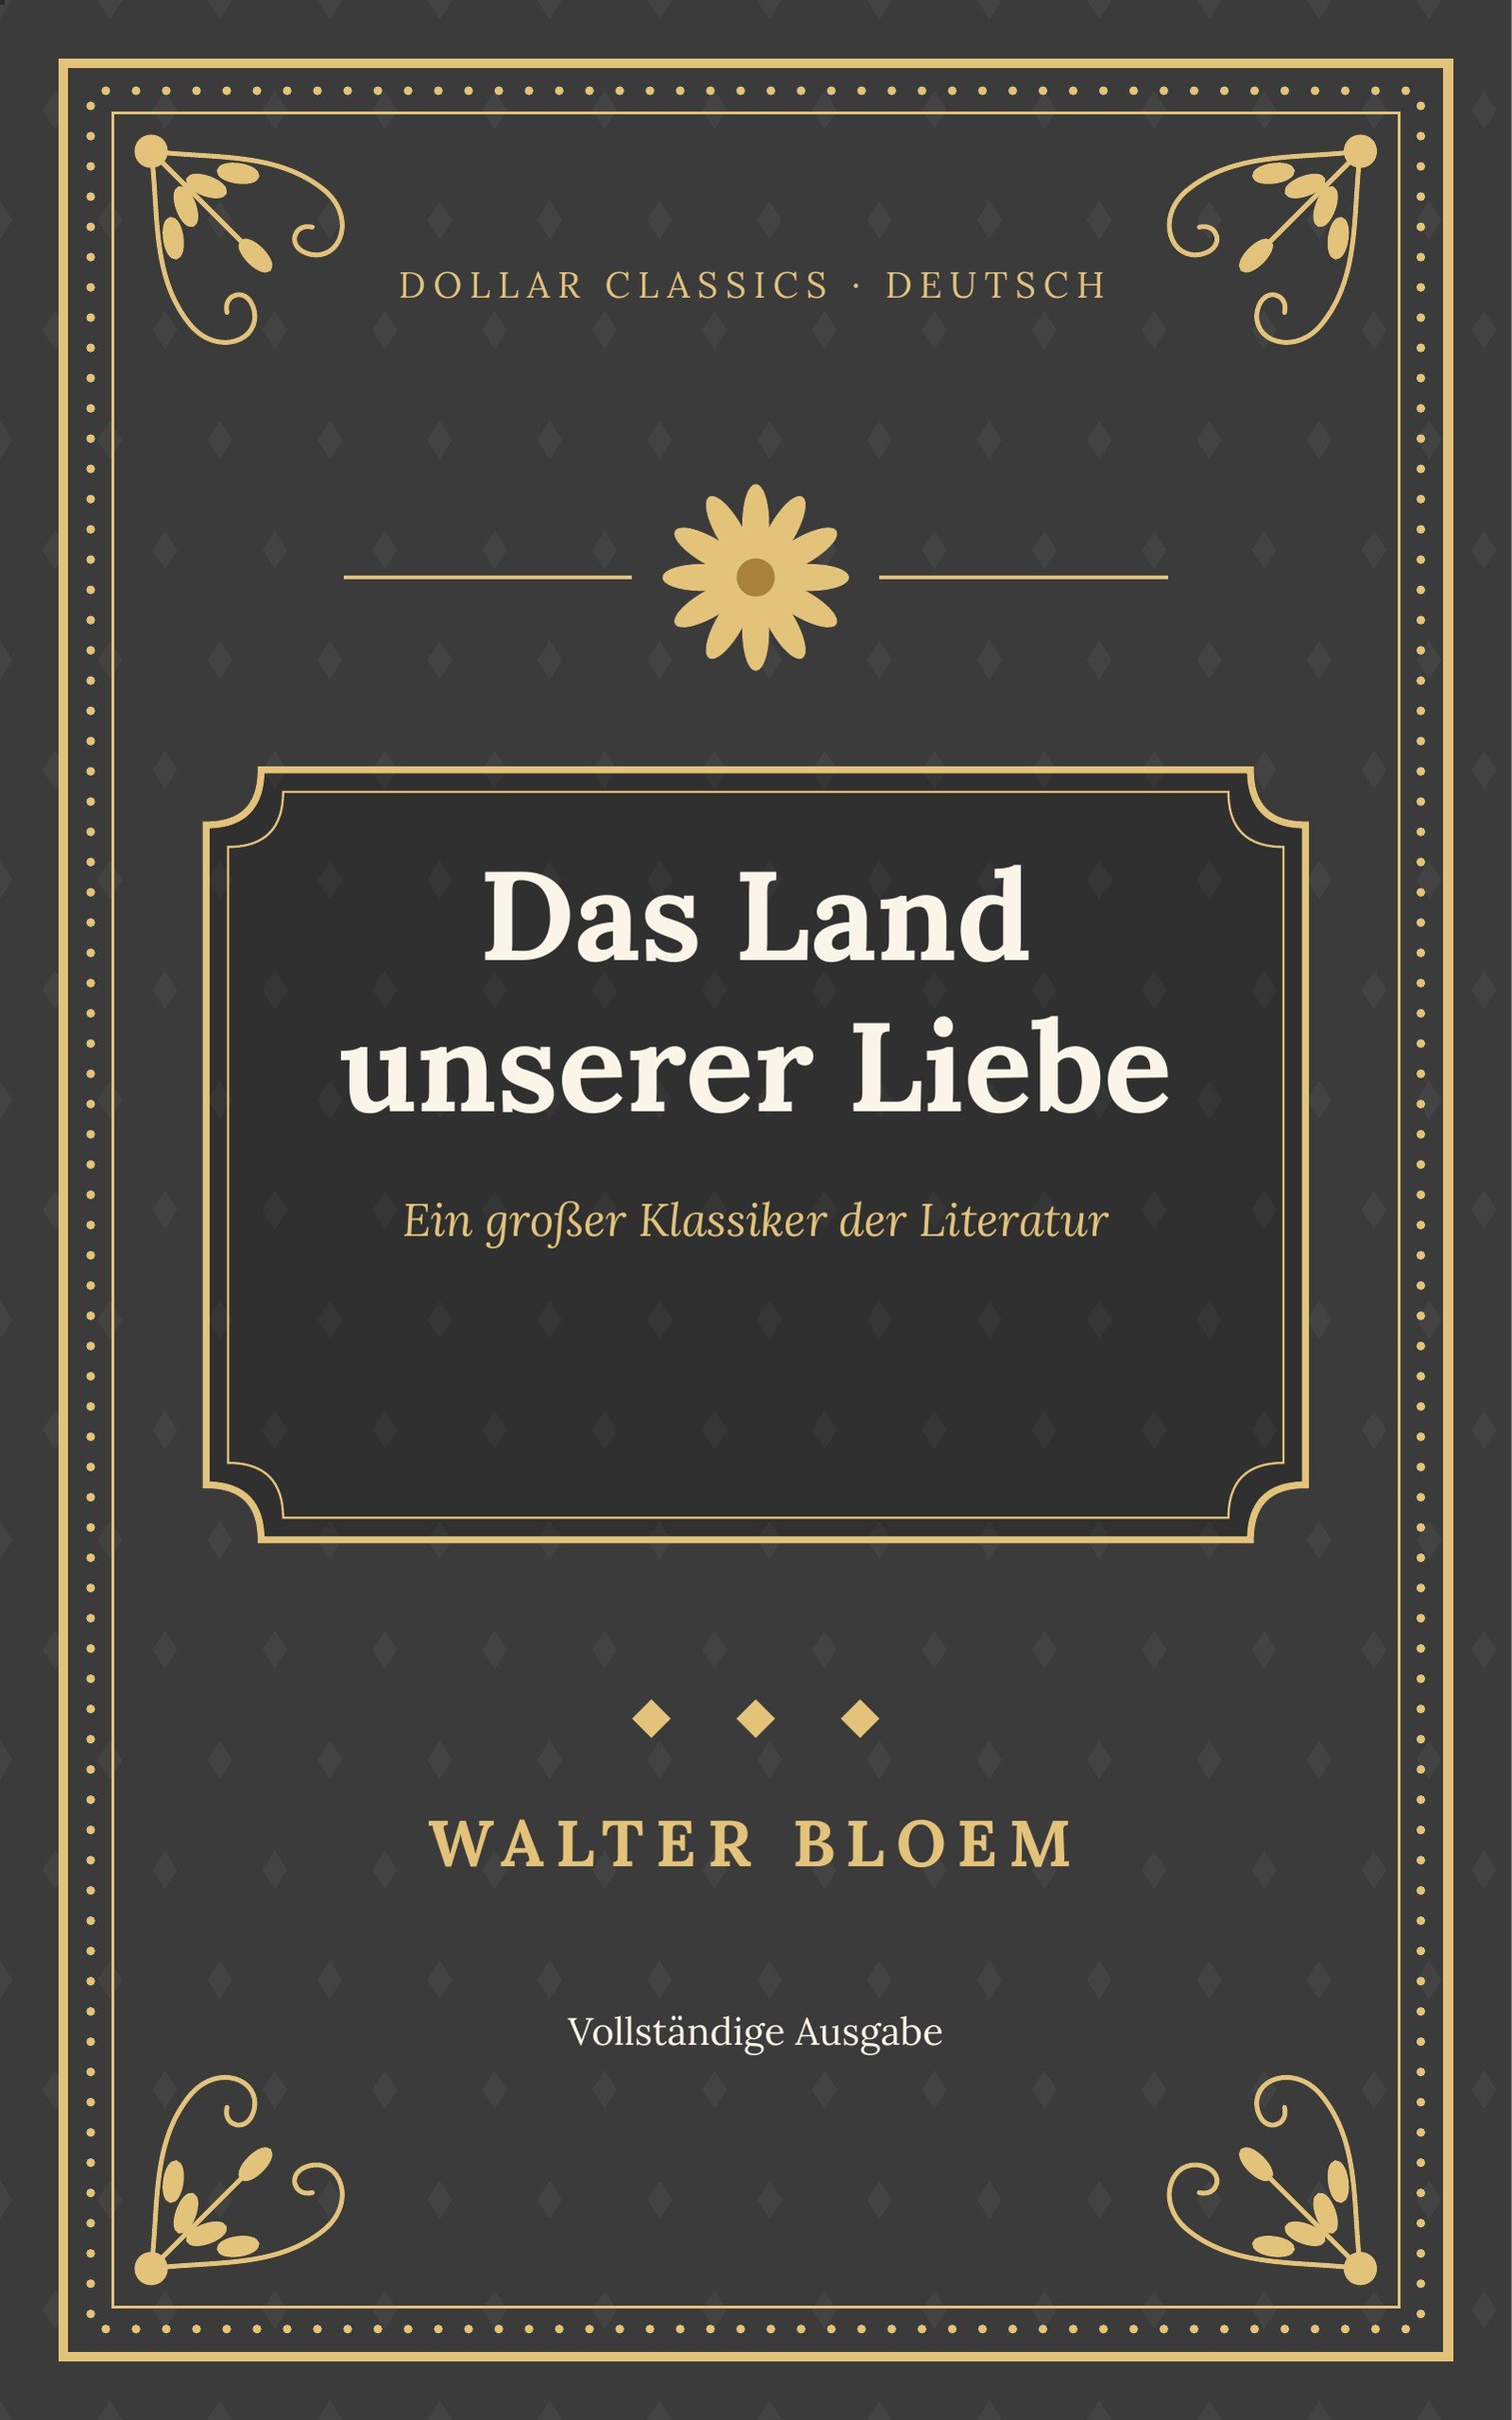 DOLLAR CLASSICS · DEUTSCH
Das Land
unserer Liebe
Ein großer Klassiker der Literatur
WALTER BLOEM
Vollständige Ausgabe